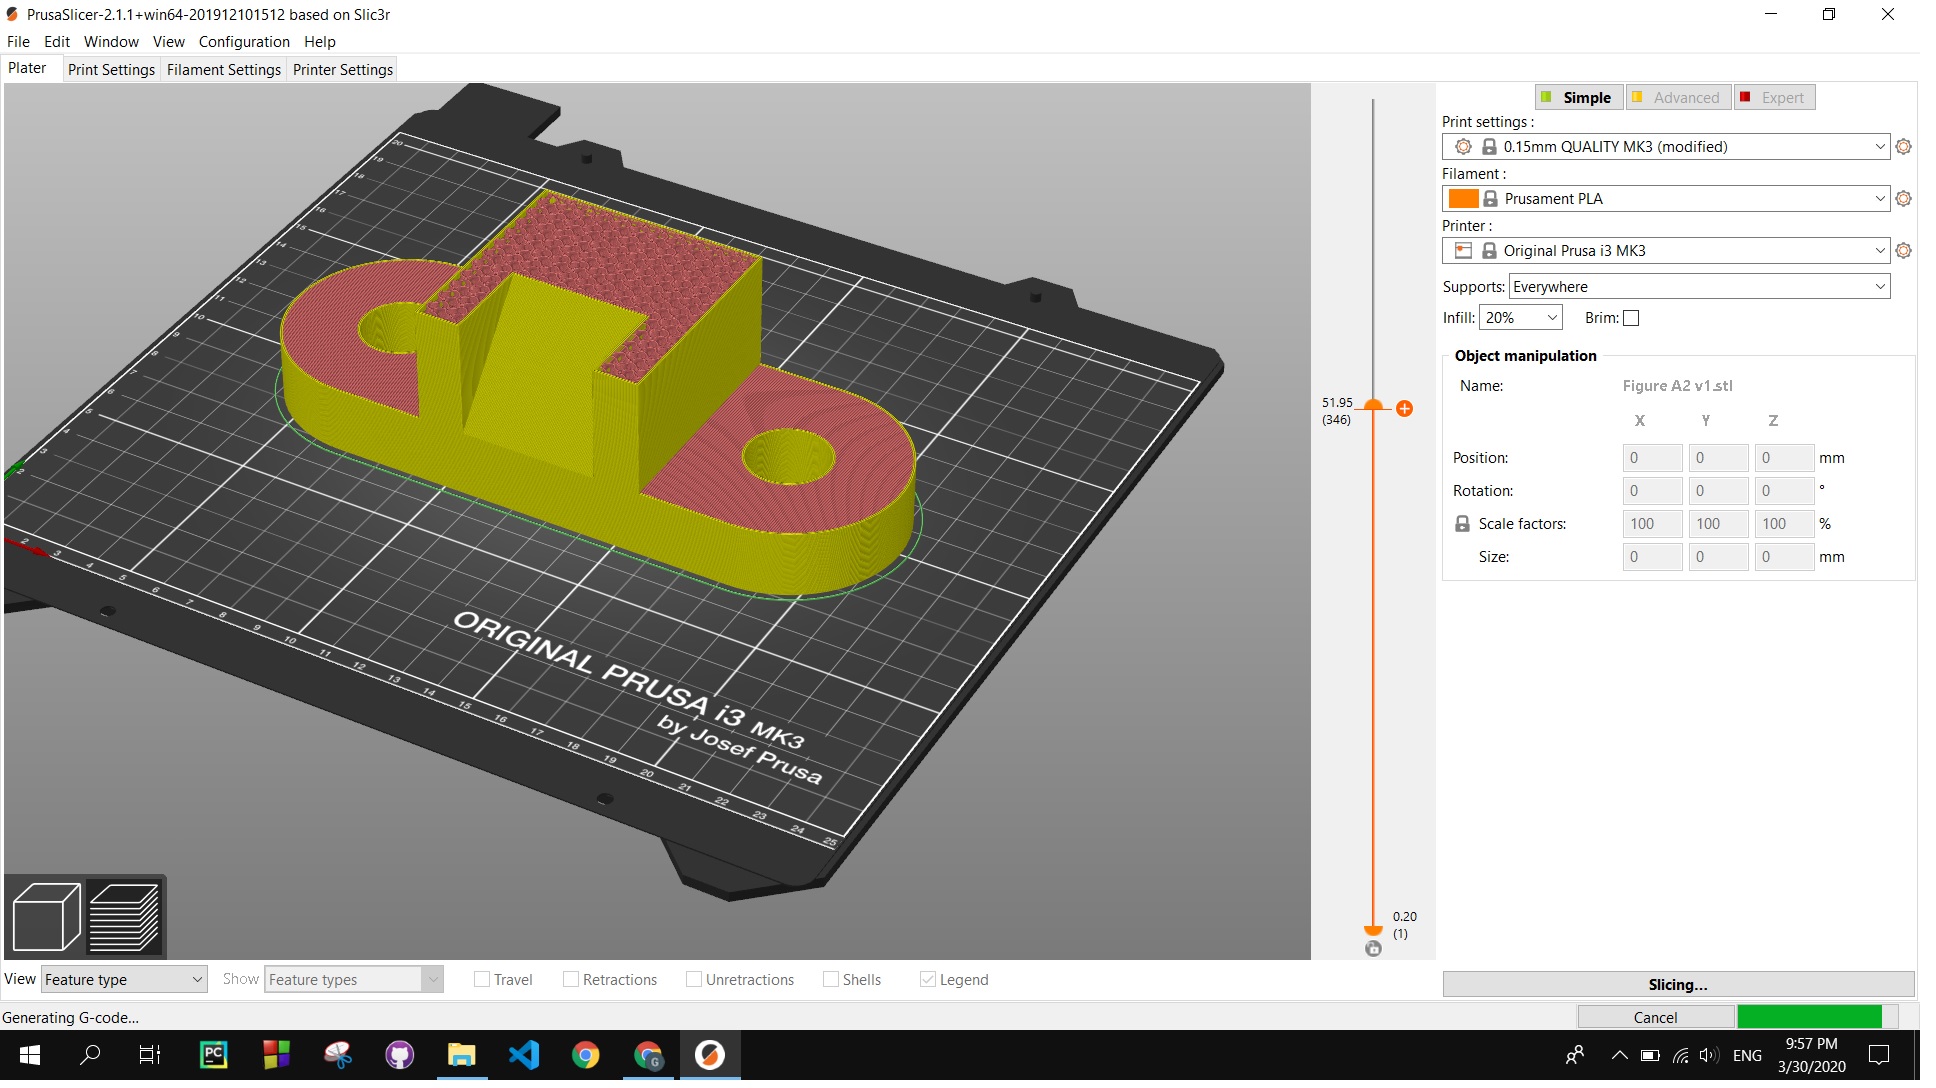 PrusaSlicer-2.1.1+win64-201912101512 based on Slic3r
File Edit Window View Configuration Help
Plater Print Settings Filament Settings Printer Settings
Simple Advanced Expert
Print settings :
0.15mm QUALITY MK3 (modified)
Filament :
Prusament PLA
Printer :
Original Prusa i3 MK3
Supports: Everywhere
Infill: 20% Brim:
Object manipulation
Name: Figure A2 v1.stl
X Y Z
Position: 0 0 0 mm
Rotation: 0 0 0 °
Scale factors: 100 100 100 %
Size: 0 0 0 mm
51.95
(346)
0.20
(1)
20
19
18
17
16
15
14
13
12
11
10
9
8
7
6
5
4
3
2
2 3 4 5 6 7 8 9 10 11 12 13 14 15 16 17 18 19 20 21 22 23 24 25
ORIGINAL PRUSA i3 MK3
by Josef Prusa
View Feature type Show Feature types Travel Retractions Unretractions Shells Legend
Slicing...
Generating G-code... Cancel
PC
G
ENG
9:57 PM
3/30/2020